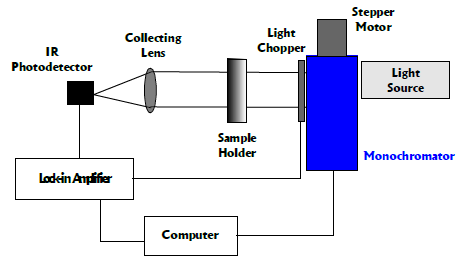 Stepper
Motor
Light
Chopper
Collecting
Lens
IR
Photodetector
Light
Source
Sample
Holder
Monochromator
Lock-in Amplifier
Computer